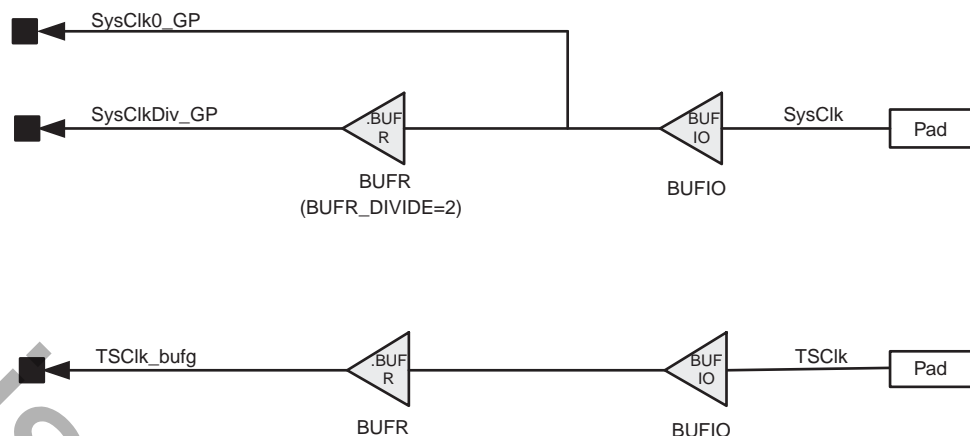 SysClk0_GP
SysClkDiv_GP
.BUF
R
BUF
IO
SysClk
Pad
BUFR
(BUFR_DIVIDE=2)
BUFIO
TSClk_bufg
.BUF
R
BUF
IO
TSClk
Pad
BUFR
BUFIO